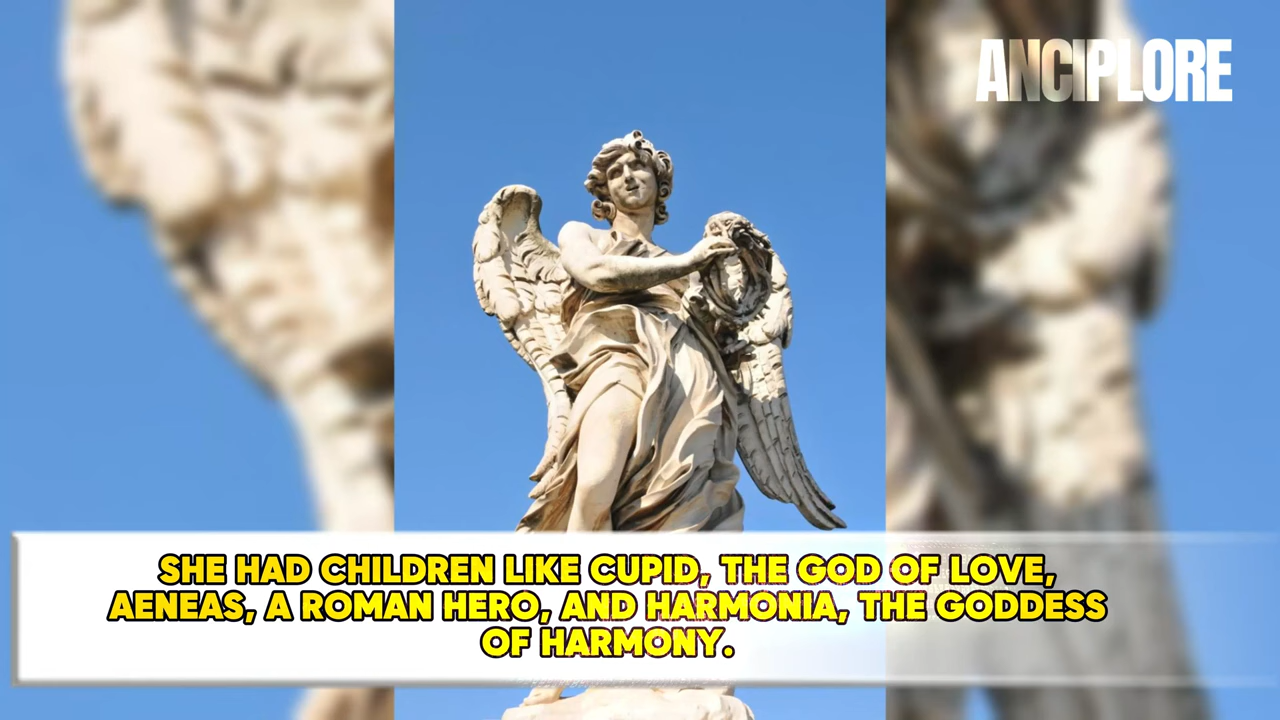 ANCIPLORE
SHE HAD CHILDREN LIKE CUPID, THE GOD OF LOVE,
AENEAS, A ROMAN HERO, AND HARMONIA, THE GODDESS
OF HARMONY.